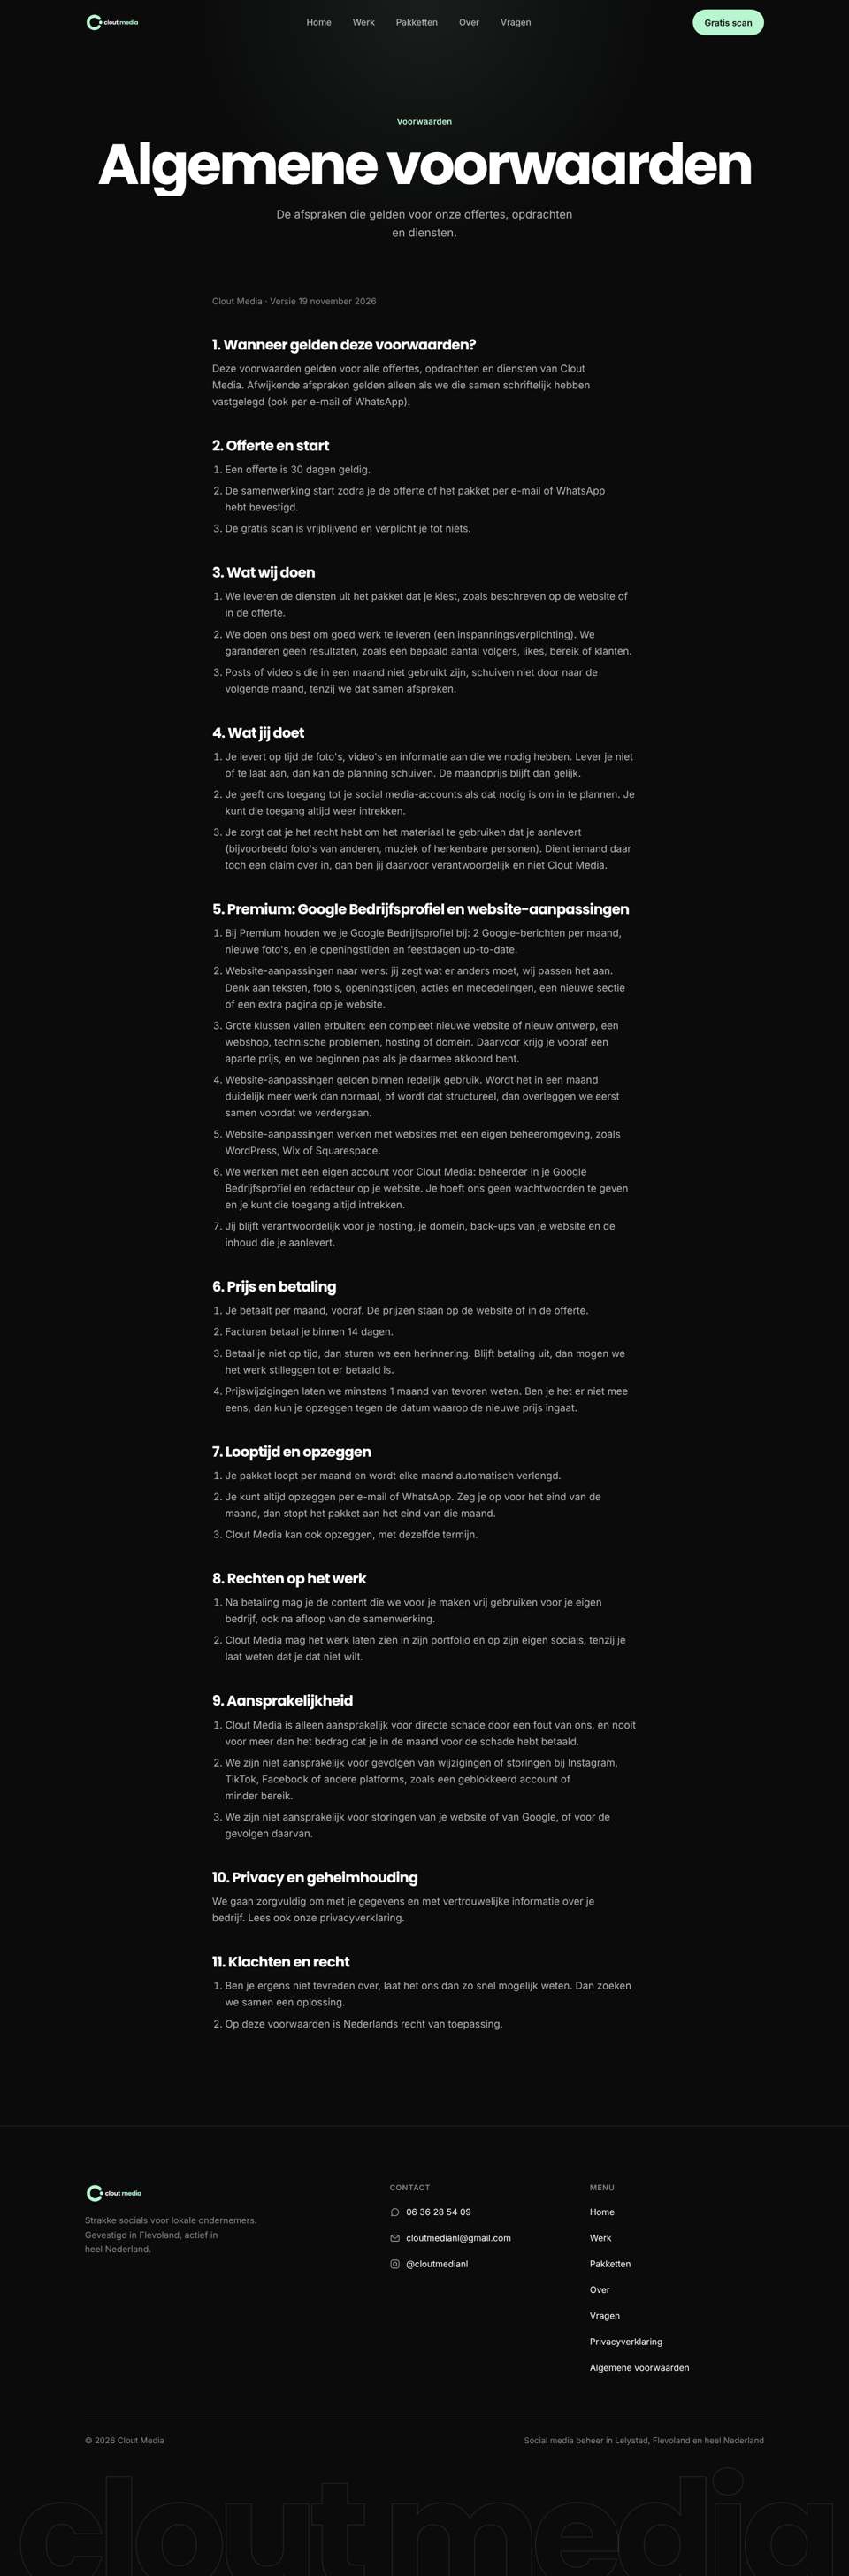 clout media
Home
Werk
Pakketten
Over
Vragen
Gratis scan
Voorwaarden
Algemene voorwaarden
De afspraken die gelden voor onze offertes, opdrachten
en diensten.
Clout Media · Versie 19 november 2026
1. Wanneer gelden deze voorwaarden?
Deze voorwaarden gelden voor alle offertes, opdrachten en diensten van Clout
Media. Afwijkende afspraken gelden alleen als we die samen schriftelijk hebben
vastgelegd (ook per e-mail of WhatsApp).
2. Offerte en start
1. Een offerte is 30 dagen geldig.
2. De samenwerking start zodra je de offerte of het pakket per e-mail of WhatsApp
hebt bevestigd.
3. De gratis scan is vrijblijvend en verplicht je tot niets.
3. Wat wij doen
1. We leveren de diensten uit het pakket dat je kiest, zoals beschreven op de website of
in de offerte.
2. We doen ons best om goed werk te leveren (een inspanningsverplichting). We
garanderen geen resultaten, zoals een bepaald aantal volgers, likes, bereik of klanten.
3. Posts of video's die in een maand niet gebruikt zijn, schuiven niet door naar de
volgende maand, tenzij we dat samen afspreken.
4. Wat jij doet
1. Je levert op tijd de foto's, video's en informatie aan die we nodig hebben. Lever je niet
of te laat aan, dan kan de planning schuiven. De maandprijs blijft dan gelijk.
2. Je geeft ons toegang tot je social media-accounts als dat nodig is om in te plannen. Je
kunt die toegang altijd weer intrekken.
3. Je zorgt dat je het recht hebt om het materiaal te gebruiken dat je aanlevert
(bijvoorbeeld foto's van anderen, muziek of herkenbare personen). Dient iemand daar
toch een claim over in, dan ben jij daarvoor verantwoordelijk en niet Clout Media.
5. Premium: Google Bedrijfsprofiel en website-aanpassingen
1. Bij Premium houden we je Google Bedrijfsprofiel bij: 2 Google-berichten per maand,
nieuwe foto's, en je openingstijden en feestdagen up-to-date.
2. Website-aanpassingen naar wens: jij zegt wat er anders moet, wij passen het aan.
Denk aan teksten, foto's, openingstijden, acties en mededelingen, een nieuwe sectie
of een extra pagina op je website.
3. Grote klussen vallen erbuiten: een compleet nieuwe website of nieuw ontwerp, een
webshop, technische problemen, hosting of domein. Daarvoor krijg je vooraf een
aparte prijs, en we beginnen pas als je daarmee akkoord bent.
4. Website-aanpassingen gelden binnen redelijk gebruik. Wordt het in een maand
duidelijk meer werk dan normaal, of wordt dat structureel, dan overleggen we eerst
samen voordat we verdergaan.
5. Website-aanpassingen werken met websites met een eigen beheeromgeving, zoals
WordPress, Wix of Squarespace.
6. We werken met een eigen account voor Clout Media: beheerder in je Google
Bedrijfsprofiel en redacteur op je website. Je hoeft ons geen wachtwoorden te geven
en je kunt die toegang altijd intrekken.
7. Jij blijft verantwoordelijk voor je hosting, je domein, back-ups van je website en de
inhoud die je aanlevert.
6. Prijs en betaling
1. Je betaalt per maand, vooraf. De prijzen staan op de website of in de offerte.
2. Facturen betaal je binnen 14 dagen.
3. Betaal je niet op tijd, dan sturen we een herinnering. Blijft betaling uit, dan mogen we
het werk stilleggen tot er betaald is.
4. Prijswijzigingen laten we minstens 1 maand van tevoren weten. Ben je het er niet mee
eens, dan kun je opzeggen tegen de datum waarop de nieuwe prijs ingaat.
7. Looptijd en opzeggen
1. Je pakket loopt per maand en wordt elke maand automatisch verlengd.
2. Je kunt altijd opzeggen per e-mail of WhatsApp. Zeg je op voor het eind van de
maand, dan stopt het pakket aan het eind van die maand.
3. Clout Media kan ook opzeggen, met dezelfde termijn.
8. Rechten op het werk
1. Na betaling mag je de content die we voor je maken vrij gebruiken voor je eigen
bedrijf, ook na afloop van de samenwerking.
2. Clout Media mag het werk laten zien in zijn portfolio en op zijn eigen socials, tenzij je
laat weten dat je dat niet wilt.
9. Aansprakelijkheid
1. Clout Media is alleen aansprakelijk voor directe schade door een fout van ons, en nooit
voor meer dan het bedrag dat je in de maand voor de schade hebt betaald.
2. We zijn niet aansprakelijk voor gevolgen van wijzigingen of storingen bij Instagram,
TikTok, Facebook of andere platforms, zoals een geblokkeerd account of
minder bereik.
3. We zijn niet aansprakelijk voor storingen van je website of van Google, of voor de
gevolgen daarvan.
10. Privacy en geheimhouding
We gaan zorgvuldig om met je gegevens en met vertrouwelijke informatie over je
bedrijf. Lees ook onze privacyverklaring.
11. Klachten en recht
1. Ben je ergens niet tevreden over, laat het ons dan zo snel mogelijk weten. Dan zoeken
we samen een oplossing.
2. Op deze voorwaarden is Nederlands recht van toepassing.
clout media
Strakke socials voor lokale ondernemers.
Gevestigd in Flevoland, actief in
heel Nederland.
CONTACT
06 36 28 54 09
cloutmedianl@gmail.com
@cloutmedianl
MENU
Home
Werk
Pakketten
Over
Vragen
Privacyverklaring
Algemene voorwaarden
© 2026 Clout Media
Social media beheer in Lelystad, Flevoland en heel Nederland
clout media